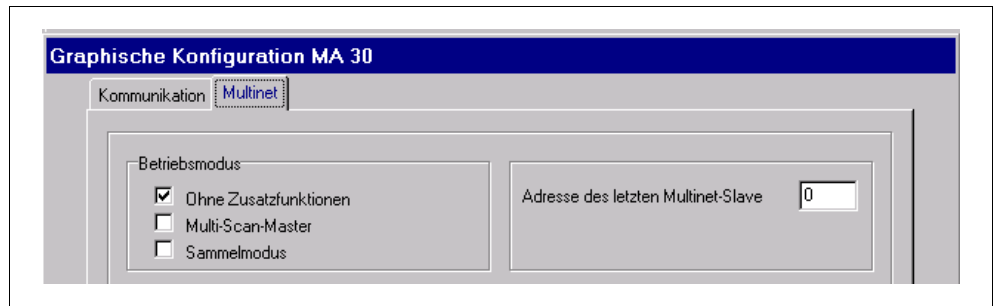 Graphische Konfiguration MA 30
Kommunikation Multinet
Betriebsmodus
Ohne Zusatzfunktionen
Multi-Scan-Master
Sammelmodus
Adresse des letzten Multinet-Slave 0